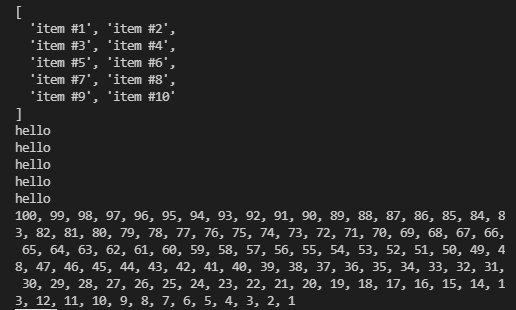 [
  'item #1', 'item #2',
  'item #3', 'item #4',
  'item #5', 'item #6',
  'item #7', 'item #8',
  'item #9', 'item #10'
]
hello
hello
hello
hello
hello
100, 99, 98, 97, 96, 95, 94, 93, 92, 91, 90, 89, 88, 87, 86, 85, 84, 8
3, 82, 81, 80, 79, 78, 77, 76, 75, 74, 73, 72, 71, 70, 69, 68, 67, 66,
 65, 64, 63, 62, 61, 60, 59, 58, 57, 56, 55, 54, 53, 52, 51, 50, 49, 4
8, 47, 46, 45, 44, 43, 42, 41, 40, 39, 38, 37, 36, 35, 34, 33, 32, 31,
 30, 29, 28, 27, 26, 25, 24, 23, 22, 21, 20, 19, 18, 17, 16, 15, 14, 1
3, 12, 11, 10, 9, 8, 7, 6, 5, 4, 3, 2, 1